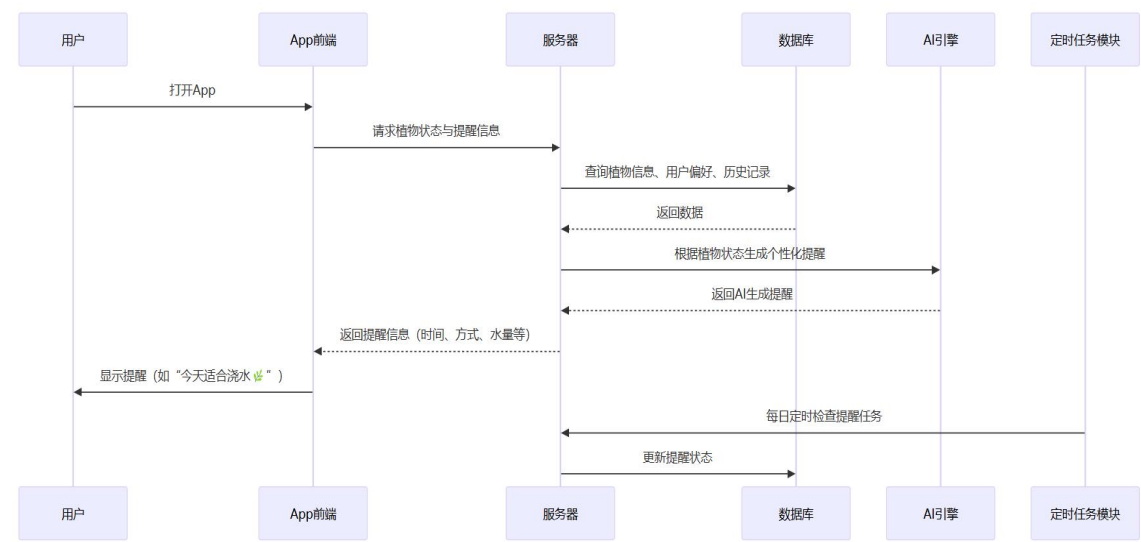 用户
App前端
服务器
数据库
AI引擎
定时任务模块
打开App
请求植物状态与提醒信息
查询植物信息、用户偏好、历史记录
返回数据
根据植物状态生成个性化提醒
返回AI生成提醒
返回提醒信息（时间、方式、水量等）
显示提醒（如“今天适合浇水🌿”）
每日定时检查提醒任务
更新提醒状态
用户
App前端
服务器
数据库
AI引擎
定时任务模块